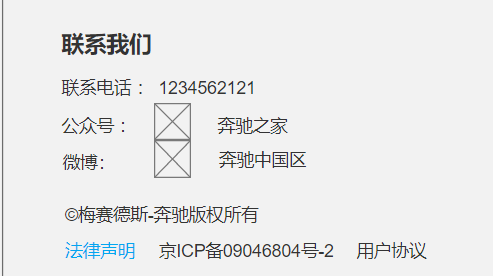 联系我们
联系电话： 1234562121
公众号： 奔驰之家
微博： 奔驰中国区
©梅赛德斯-奔驰版权所有
法律声明 京ICP备09046804号-2 用户协议